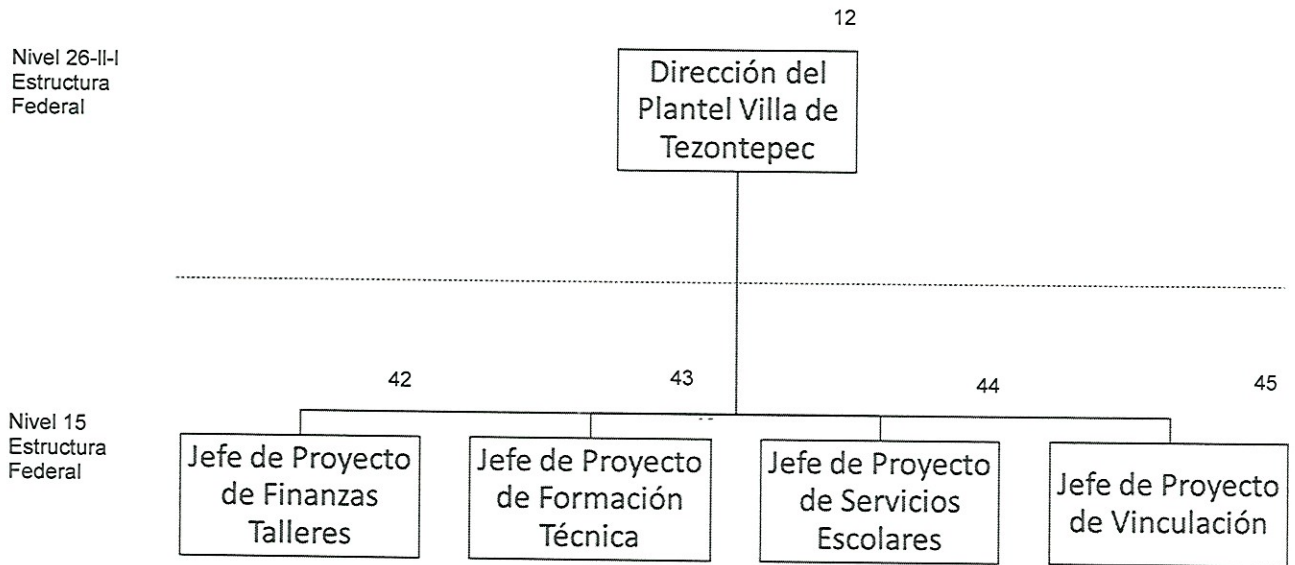 12
Nivel 26-II-I
Estructura
Federal
Dirección del
Plantel Villa de
Tezontepec
42
43
44
45
Nivel 15
Estructura
Federal
Jefe de Proyecto
de Finanzas
Talleres
Jefe de Proyecto
de Formación
Técnica
Jefe de Proyecto
de Servicios
Escolares
Jefe de Proyecto
de Vinculación